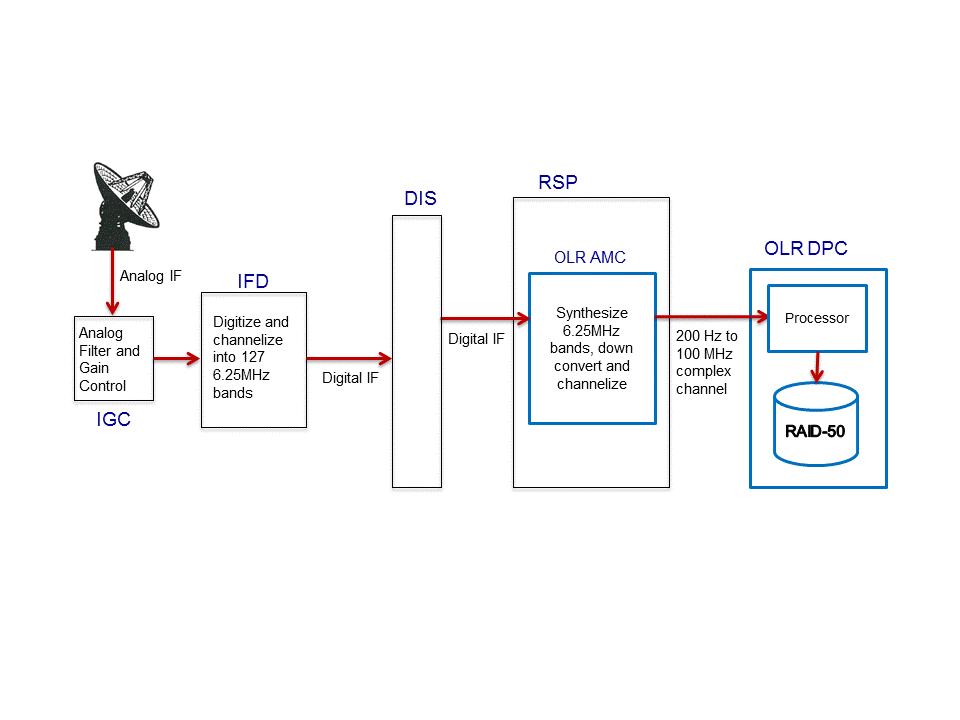 Analog IF
Analog
Filter and
Gain
Control
IGC
IFD
Digitize and
channelize
into 127
6.25MHz
bands
Digital IF
DIS
Digital IF
RSP
OLR AMC
Synthesize
6.25MHz
bands, down
convert and
channelize
200 Hz to
100 MHz
complex
channel
OLR DPC
Processor
RAID-50